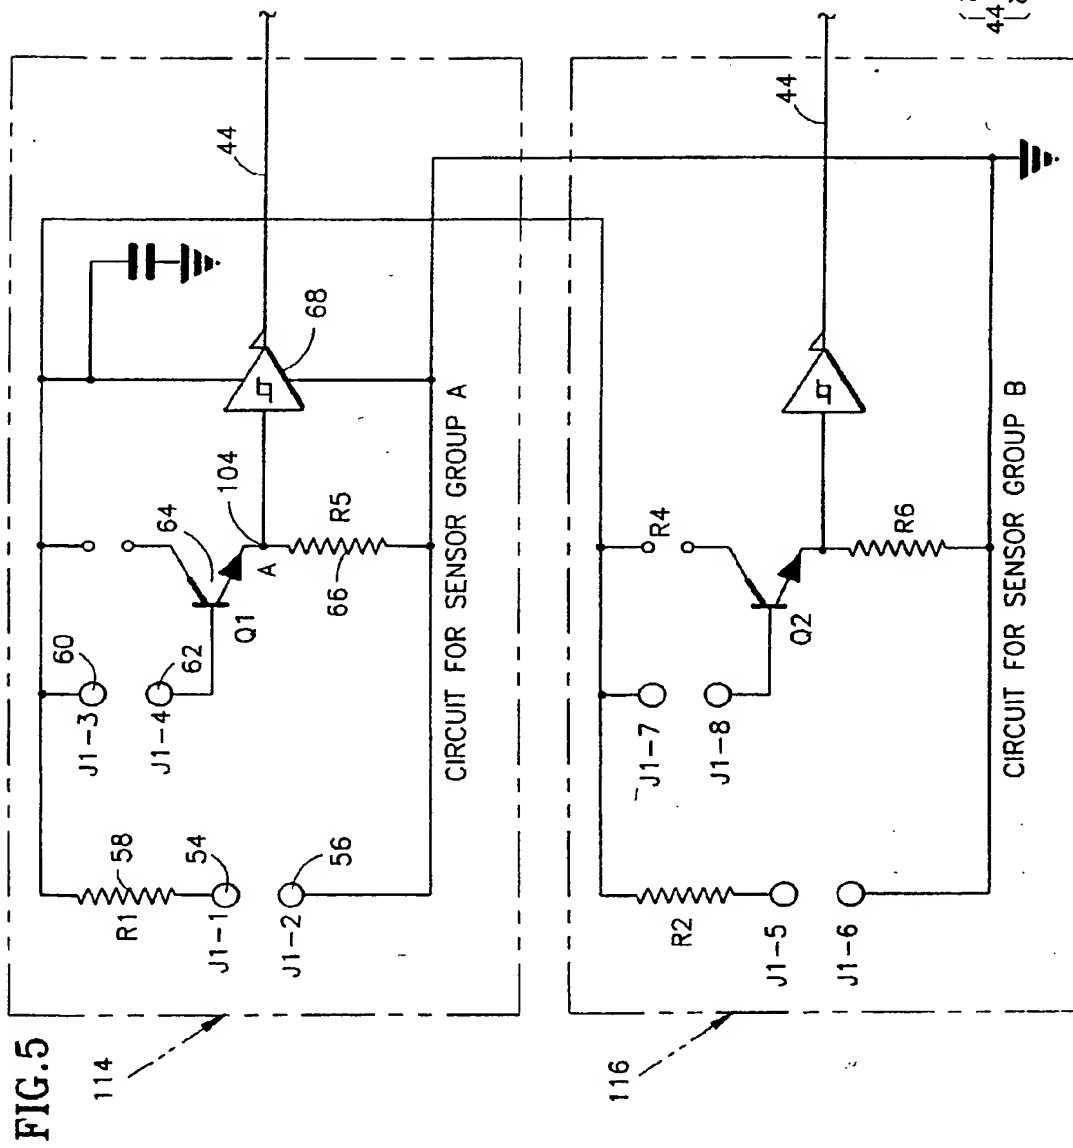 FIG.5
114
R1
58
J1-1
54
J1-2
56
J1-3
60
J1-4
62
64
Q1
A
104
66
R5
68
44
CIRCUIT FOR SENSOR GROUP A
116
R2
J1-5
J1-6
J1-7
J1-8
R4
Q2
R6
44
CIRCUIT FOR SENSOR GROUP B
44